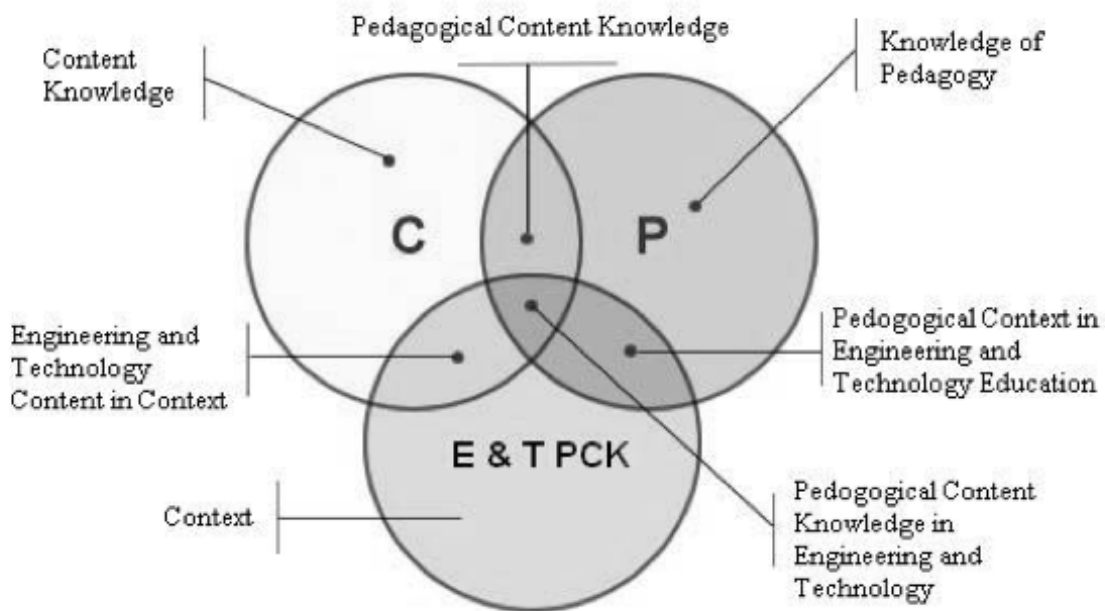 Pedagogical Content Knowledge
Content
Knowledge
Knowledge of
Pedagogy
C
P
Engineering and
Technology
Content in Context
Pedogogical Context in
Engineering and
Technology Education
E & T PCK
Context
Pedogogical Content
Knowledge in
Engineering and
Technology